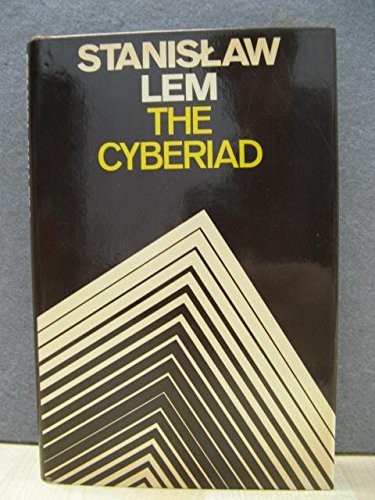 STANISŁAW
LEM
THE
CYBERIAD